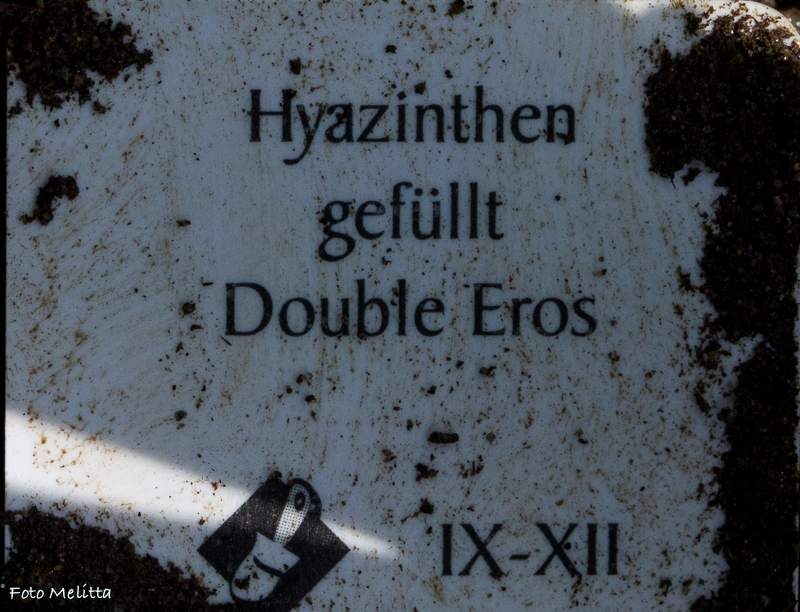 Hyazinthen
gefüllt
Double Eros
IX-XII
Foto Melitta